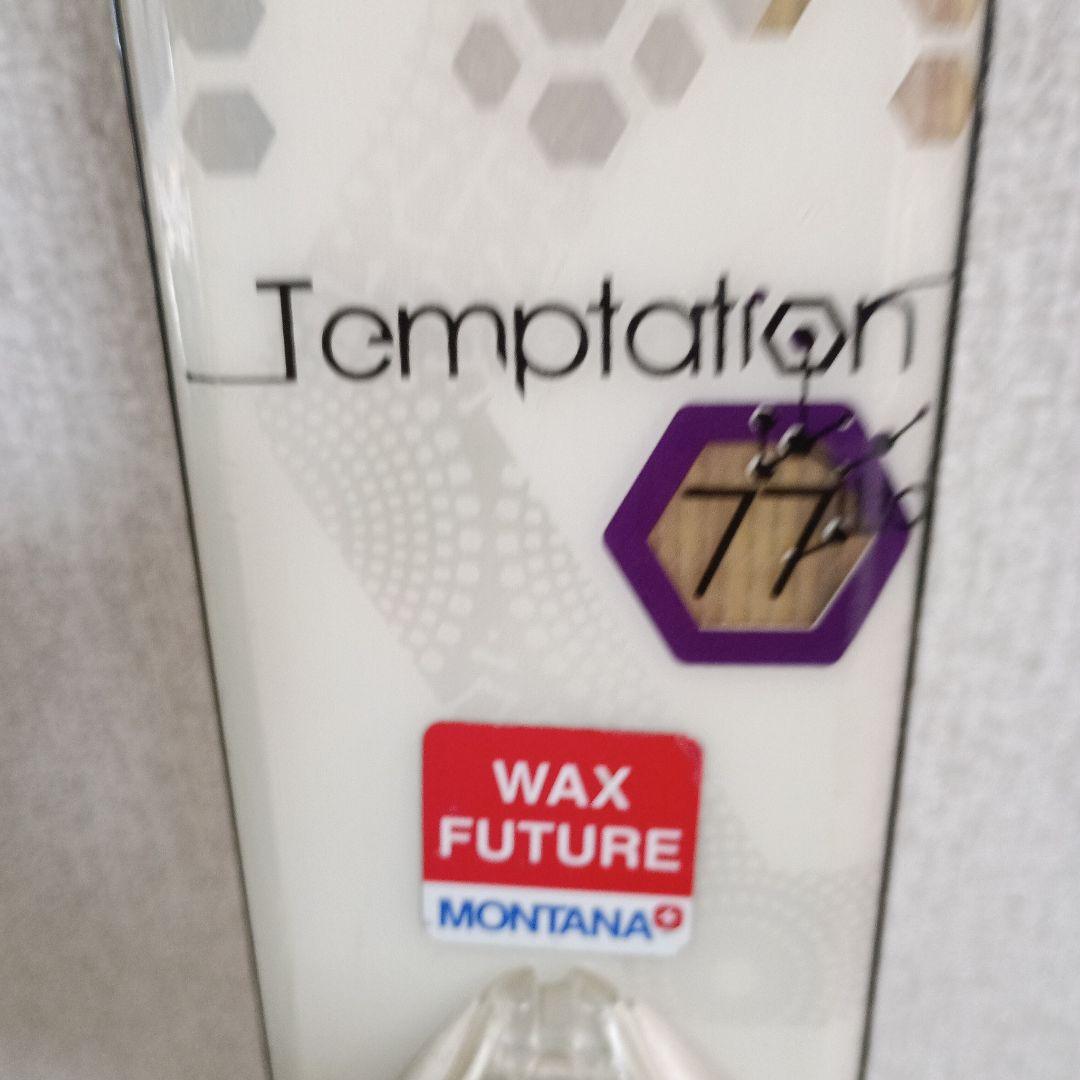 Temptation
77
WAX
FUTURE
MONTANA